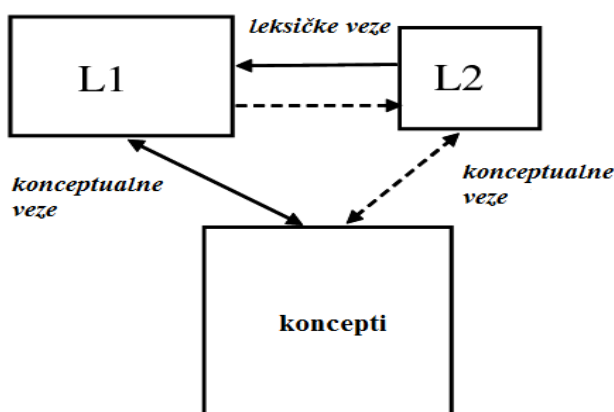 leksičke veze
L1
L2
konceptualne
veze
konceptualne
veze
koncepti